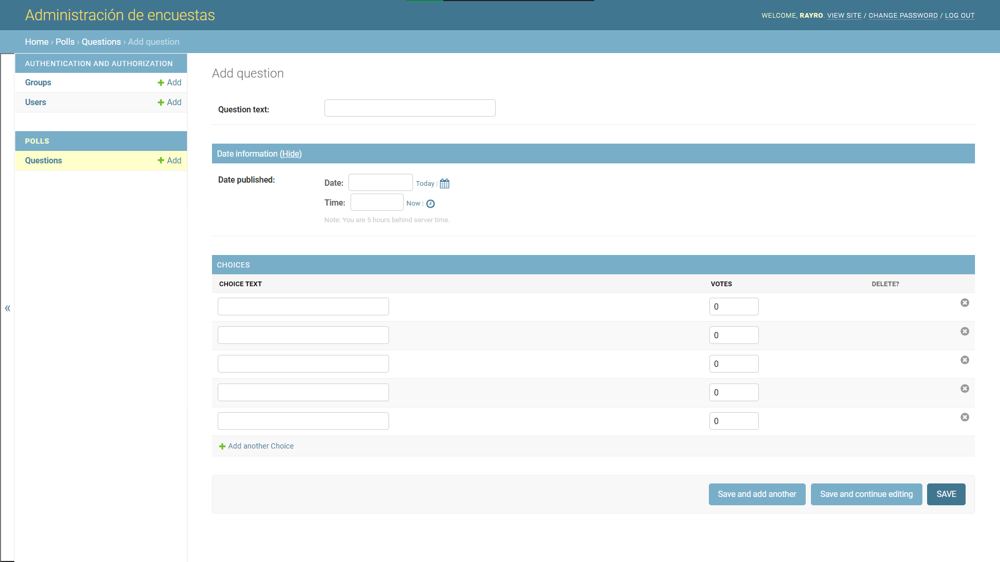 Administración de encuestas
WELCOME, RAYRO. VIEW SITE / CHANGE PASSWORD / LOG OUT
Home › Polls › Questions › Add question
AUTHENTICATION AND AUTHORIZATION
Groups
Add
Users
Add
POLLS
Questions
Add
«
Add question
Question text:
Date information (Hide)
Date published:
Date:
Today |
Time:
Now |
Note: You are 5 hours behind server time.
CHOICES
CHOICE TEXT VOTES DELETE?
0
0
0
0
0
Add another Choice
Save and add another
Save and continue editing
SAVE